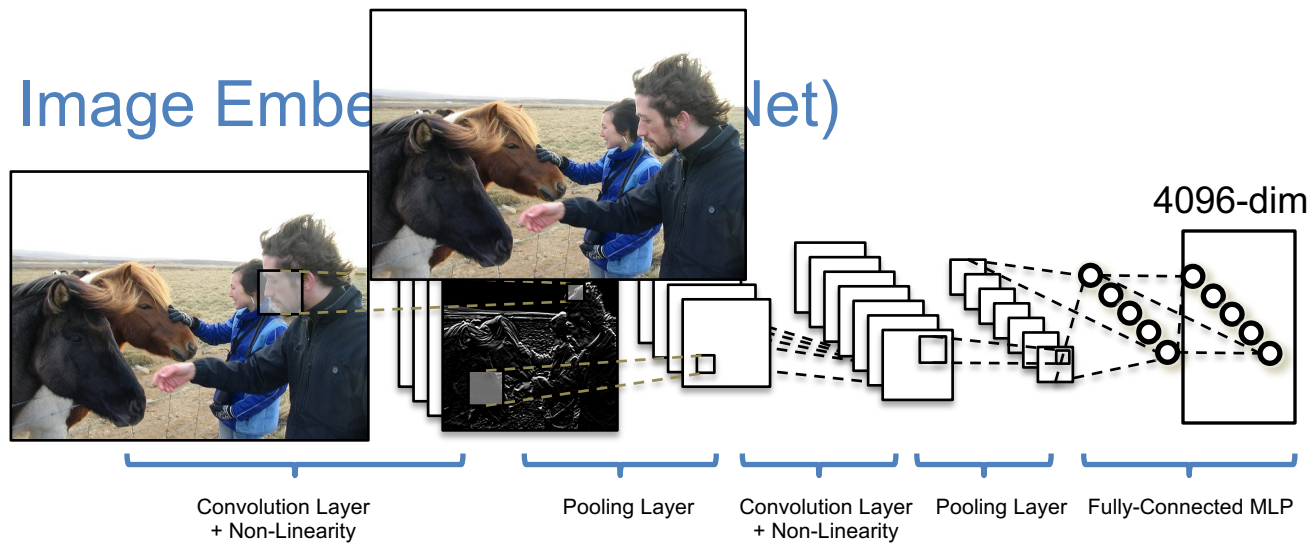 Image Embe Net)
4096-dim
Convolution Layer
+ Non-Linearity
Pooling Layer
Convolution Layer
+ Non-Linearity
Pooling Layer
Fully-Connected MLP